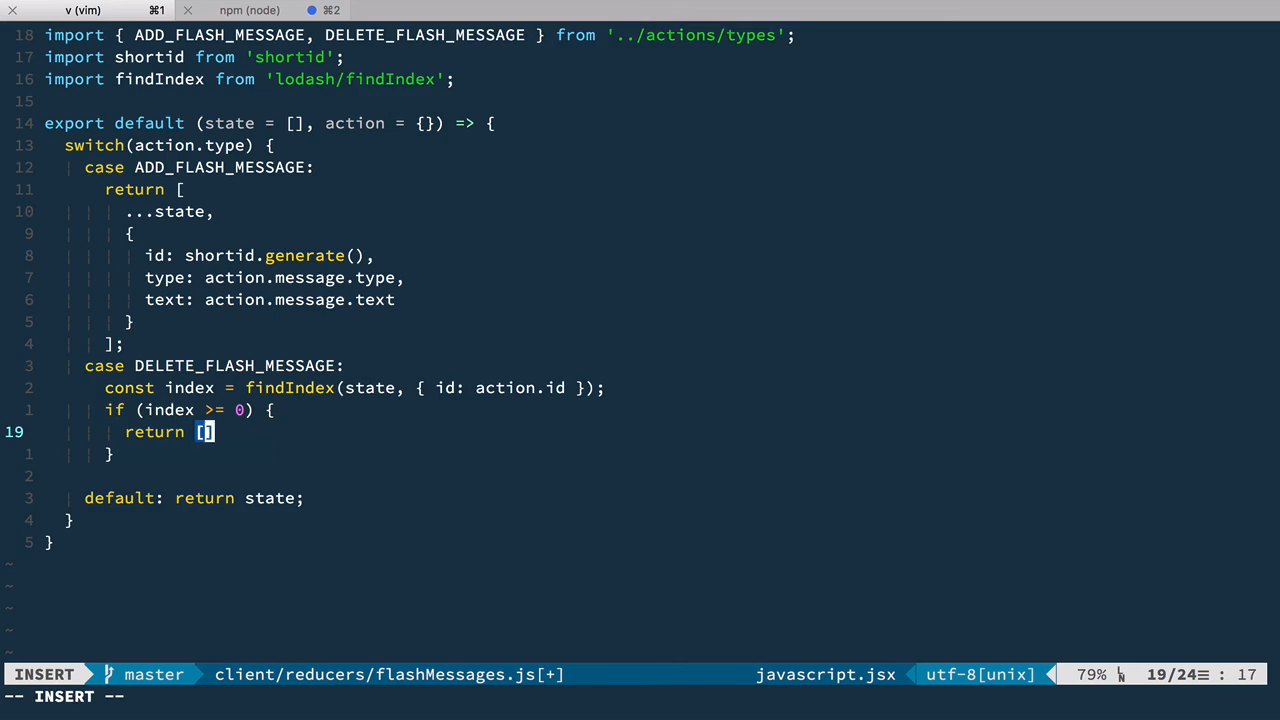 v (vim) ⌘1 npm (node) ⌘2
18 import { ADD_FLASH_MESSAGE, DELETE_FLASH_MESSAGE } from '../actions/types';
17 import shortid from 'shortid';
16 import findIndex from 'lodash/findIndex';
15
14 export default (state = [], action = {}) => {
13   switch(action.type) {
12     case ADD_FLASH_MESSAGE:
11       return [
10         ...state,
9         {
8           id: shortid.generate(),
7           type: action.message.type,
6           text: action.message.text
5         }
4       ];
3     case DELETE_FLASH_MESSAGE:
2       const index = findIndex(state, { id: action.id });
1       if (index >= 0) {
19         return []
1       }
2
3     default: return state;
4   }
5 }
~
~
~
~
~
INSERT master client/reducers/flashMessages.js[+] javascript.jsx utf-8[unix] 79% 19/24≡ : 17
-- INSERT --